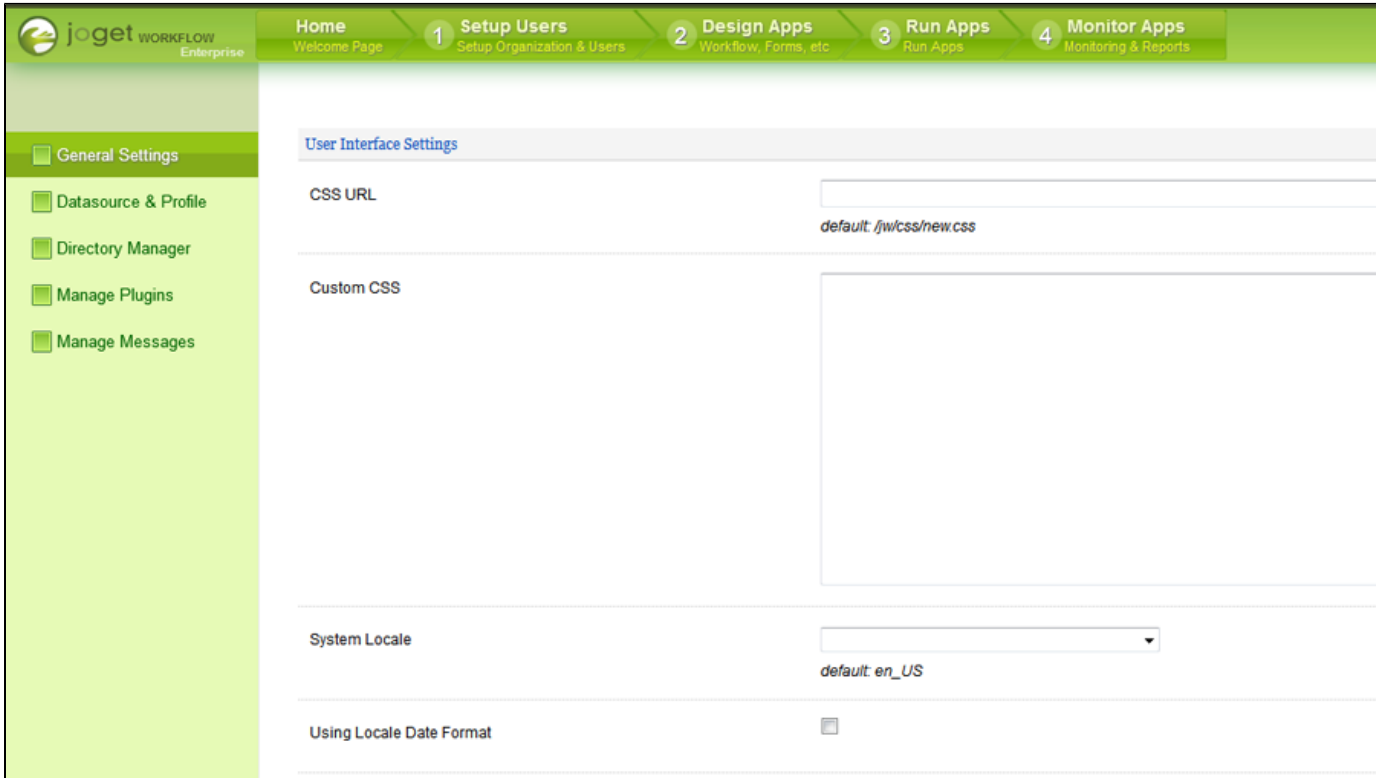 joget WORKFLOW
Enterprise
Home
Welcome Page
1 Setup Users
Setup Organization & Users
2 Design Apps
Workflow, Forms, etc
3 Run Apps
Run Apps
4 Monitor Apps
Monitoring & Reports
General Settings
Datasource & Profile
Directory Manager
Manage Plugins
Manage Messages
User Interface Settings
CSS URL
default: /jw/css/new.css
Custom CSS
System Locale
default: en_US
Using Locale Date Format